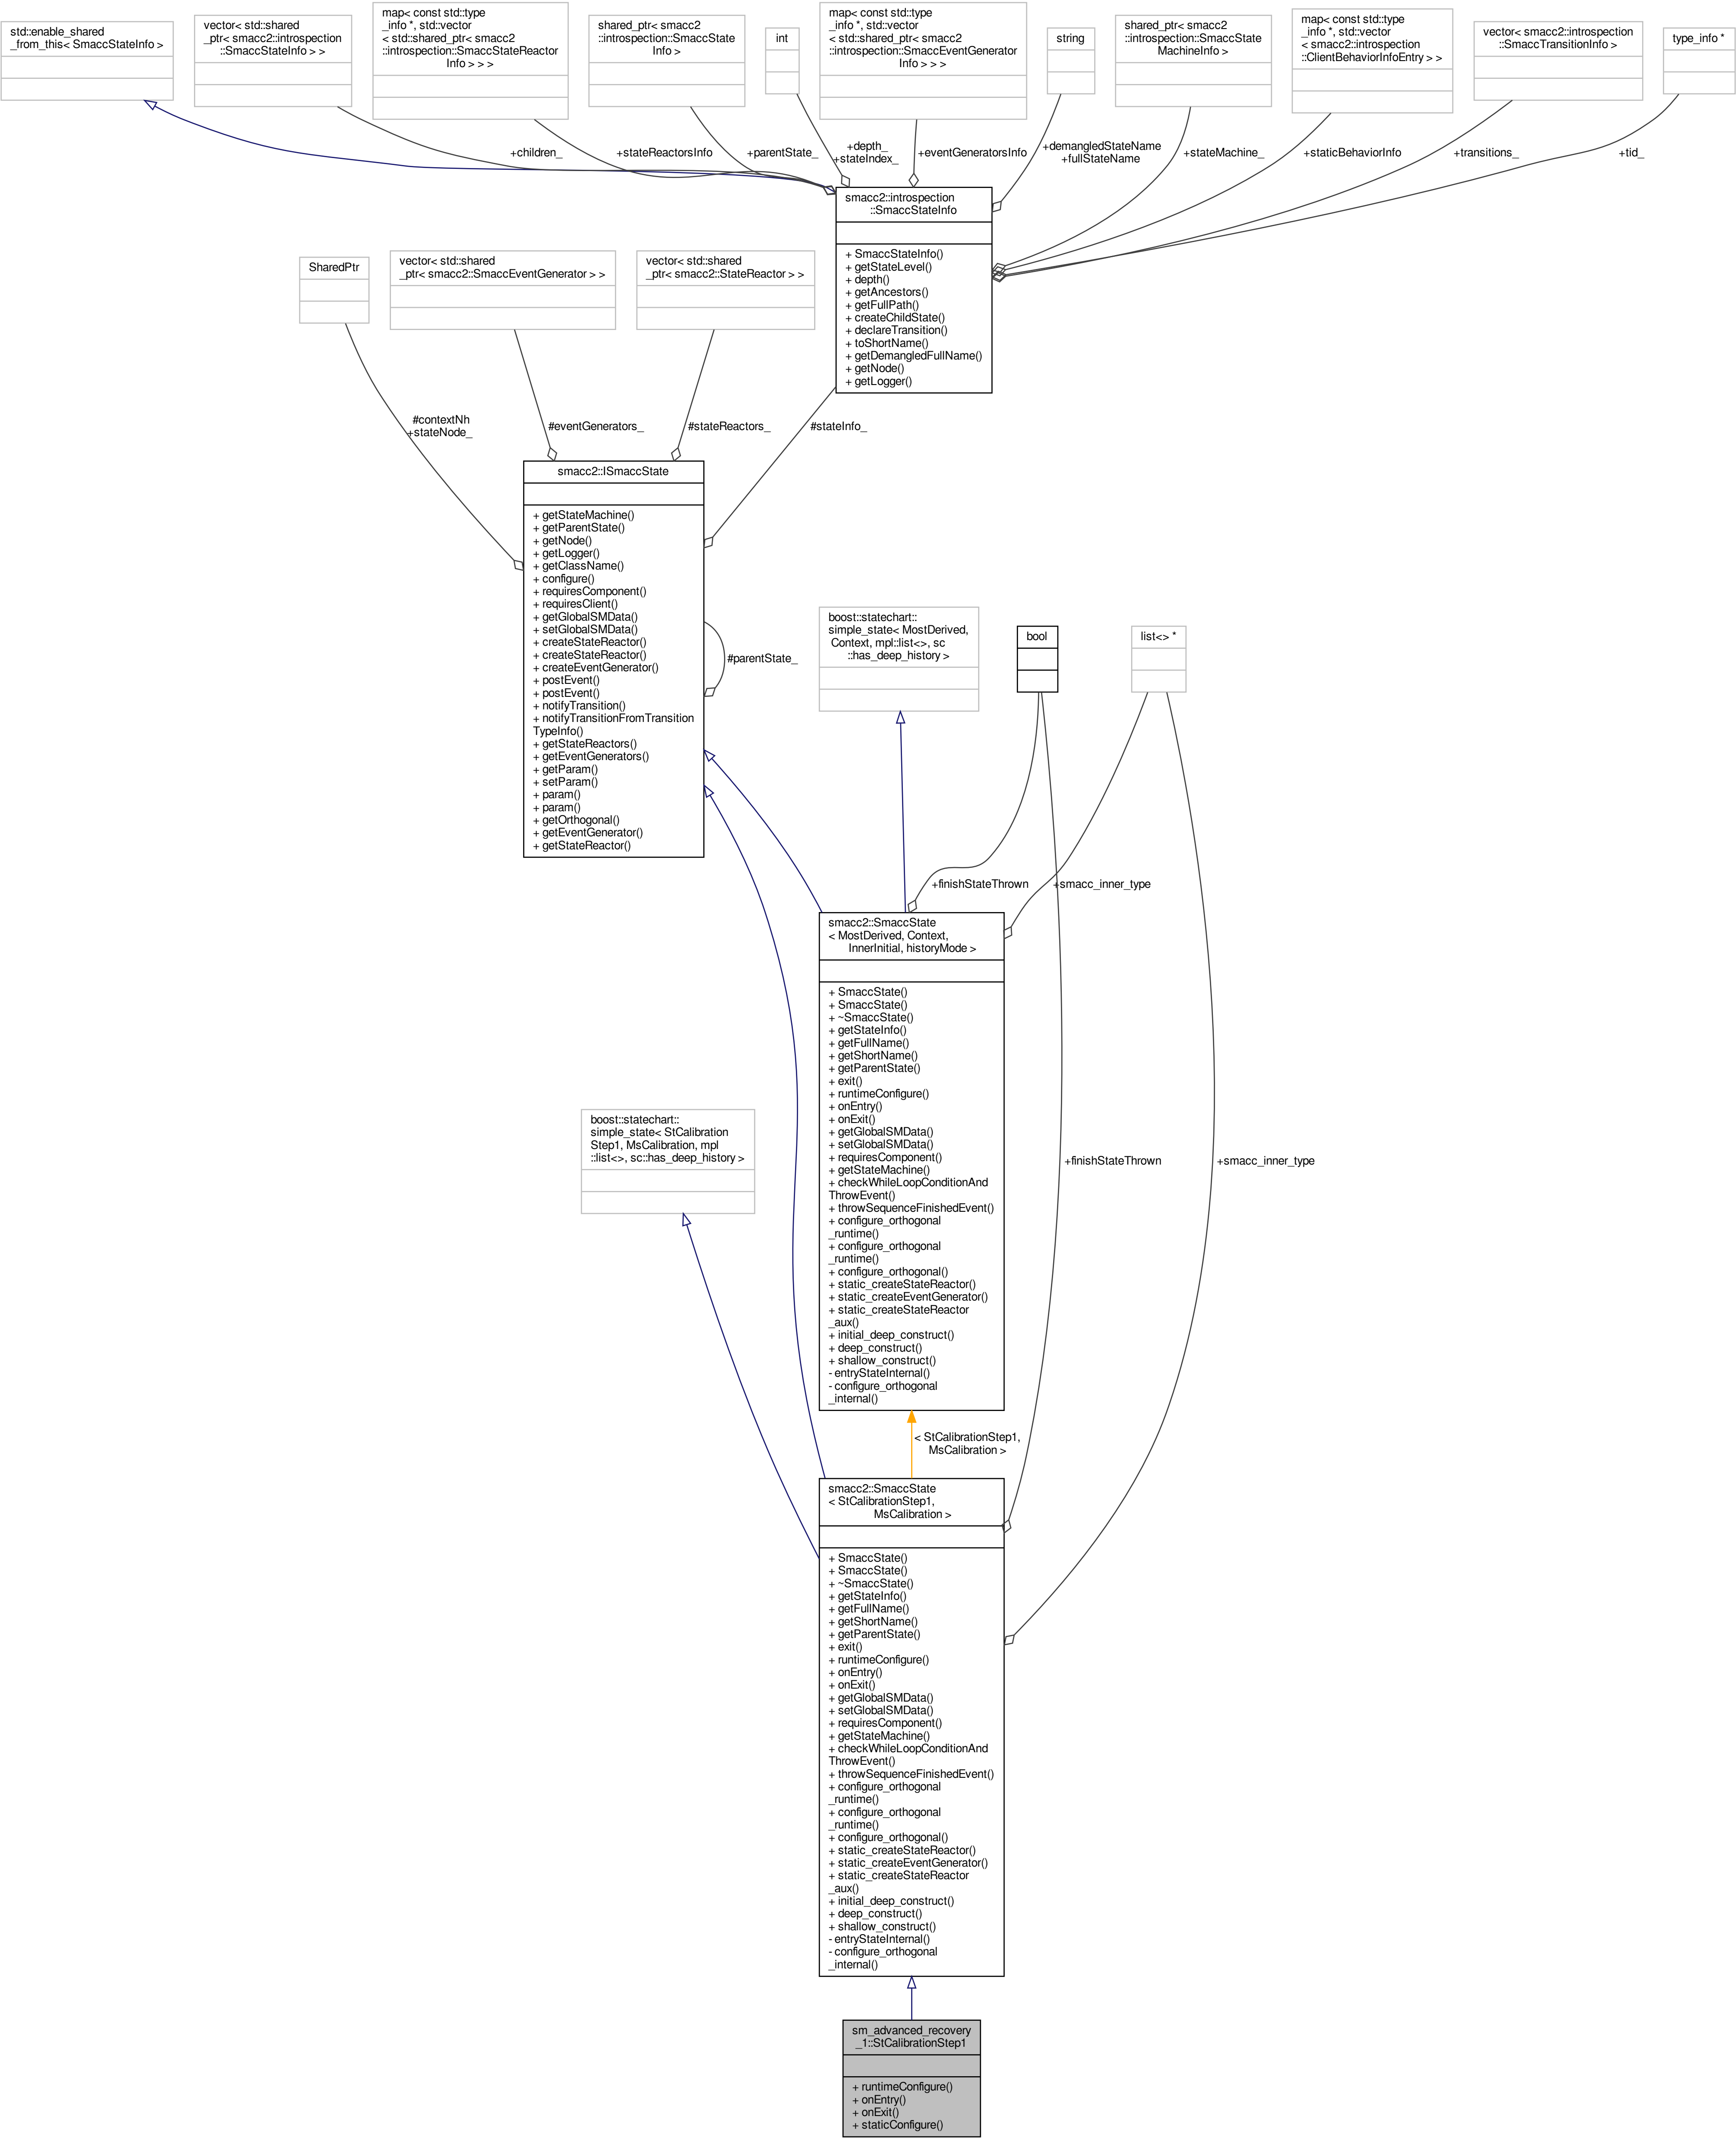 std::enable_shared
_from_this< SmaccStateInfo >
vector< std::shared
_ptr< smacc2::introspection
::SmaccStateInfo > >
map< const std::type
_info *, std::vector
< std::shared_ptr< smacc2
::introspection::SmaccStateReactor
Info > > >
shared_ptr< smacc2
::introspection::SmaccState
Info >
int
map< const std::type
_info *, std::vector
< std::shared_ptr< smacc2
::introspection::SmaccEventGenerator
Info > > >
string
shared_ptr< smacc2
::introspection::SmaccState
MachineInfo >
map< const std::type
_info *, std::vector
< smacc2::introspection
::ClientBehaviorInfoEntry > >
vector< smacc2::introspection
::SmaccTransitionInfo >
type_info *
+children_
+stateReactorsInfo
+parentState_
+depth_
+stateIndex_
+eventGeneratorsInfo
+demangledStateName
+fullStateName
+stateMachine_
+staticBehaviorInfo
+transitions_
+tid_
smacc2::introspection
::SmaccStateInfo
+ SmaccStateInfo()
+ getStateLevel()
+ depth()
+ getAncestors()
+ getFullPath()
+ createChildState()
+ declareTransition()
+ toShortName()
+ getDemangledFullName()
+ getNode()
+ getLogger()
SharedPtr
vector< std::shared
_ptr< smacc2::SmaccEventGenerator > >
vector< std::shared
_ptr< smacc2::StateReactor > >
#contextNh
+stateNode_
#eventGenerators_
#stateReactors_
#stateInfo_
smacc2::ISmaccState
+ getStateMachine()
+ getParentState()
+ getNode()
+ getLogger()
+ getClassName()
+ configure()
+ requiresComponent()
+ requiresClient()
+ getGlobalSMData()
+ setGlobalSMData()
+ createStateReactor()
+ createStateReactor()
+ createEventGenerator()
+ postEvent()
+ postEvent()
+ notifyTransition()
+ notifyTransitionFromTransition
TypeInfo()
+ getStateReactors()
+ getEventGenerators()
+ getParam()
+ setParam()
+ param()
+ param()
+ getOrthogonal()
+ getEventGenerator()
+ getStateReactor()
#parentState_
boost::statechart::
simple_state< MostDerived,
Context, mpl::list<>, sc
::has_deep_history >
bool
list<> *
+finishStateThrown
+smacc_inner_type
smacc2::SmaccState
< MostDerived, Context,
InnerInitial, historyMode >
+ SmaccState()
+ SmaccState()
+ ~SmaccState()
+ getStateInfo()
+ getFullName()
+ getShortName()
+ getParentState()
+ exit()
+ runtimeConfigure()
+ onEntry()
+ onExit()
+ getGlobalSMData()
+ setGlobalSMData()
+ requiresComponent()
+ getStateMachine()
+ checkWhileLoopConditionAnd
ThrowEvent()
+ throwSequenceFinishedEvent()
+ configure_orthogonal
_runtime()
+ configure_orthogonal
_runtime()
+ configure_orthogonal()
+ static_createStateReactor()
+ static_createEventGenerator()
+ static_createStateReactor
_aux()
+ initial_deep_construct()
+ deep_construct()
+ shallow_construct()
- entryStateInternal()
- configure_orthogonal
_internal()
boost::statechart::
simple_state< StCalibration
Step1, MsCalibration, mpl
::list<>, sc::has_deep_history >
+finishStateThrown
+smacc_inner_type
< StCalibrationStep1,
MsCalibration >
smacc2::SmaccState
< StCalibrationStep1,
MsCalibration >
+ SmaccState()
+ SmaccState()
+ ~SmaccState()
+ getStateInfo()
+ getFullName()
+ getShortName()
+ getParentState()
+ exit()
+ runtimeConfigure()
+ onEntry()
+ onExit()
+ getGlobalSMData()
+ setGlobalSMData()
+ requiresComponent()
+ getStateMachine()
+ checkWhileLoopConditionAnd
ThrowEvent()
+ throwSequenceFinishedEvent()
+ configure_orthogonal
_runtime()
+ configure_orthogonal
_runtime()
+ configure_orthogonal()
+ static_createStateReactor()
+ static_createEventGenerator()
+ static_createStateReactor
_aux()
+ initial_deep_construct()
+ deep_construct()
+ shallow_construct()
- entryStateInternal()
- configure_orthogonal
_internal()
sm_advanced_recovery
_1::StCalibrationStep1
+ runtimeConfigure()
+ onEntry()
+ onExit()
+ staticConfigure()